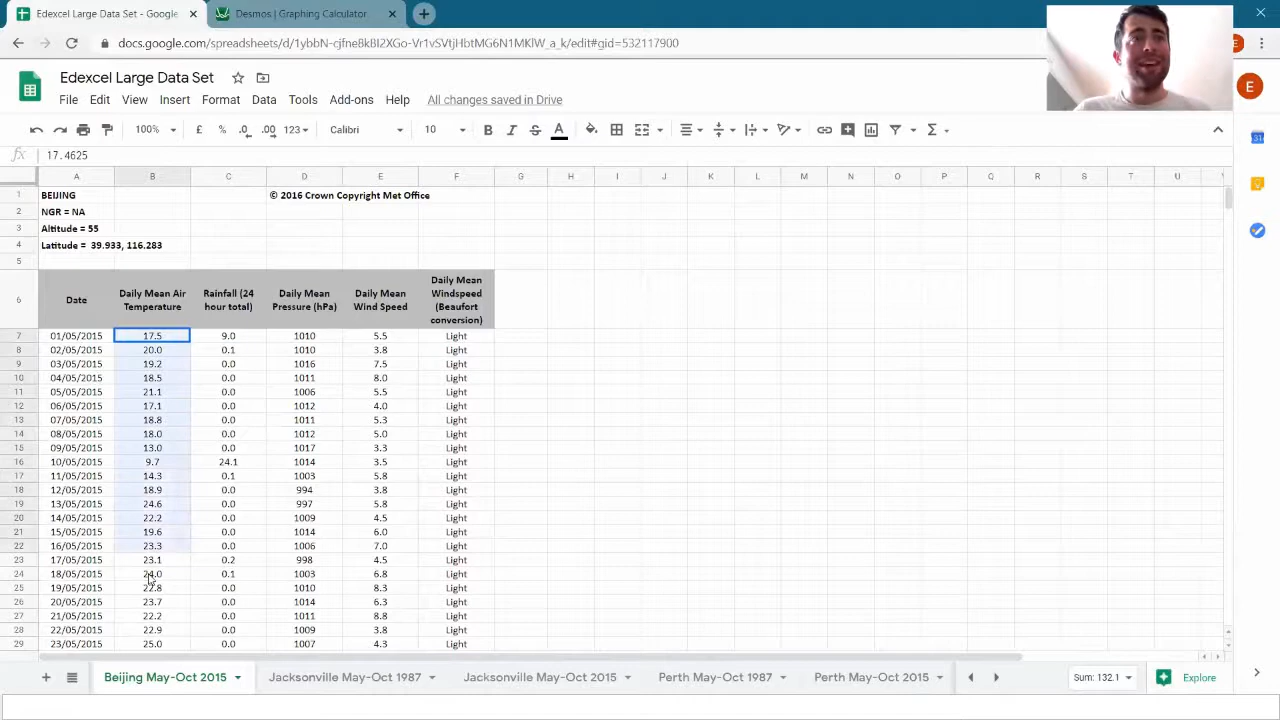 Edexcel Large Data Set - Google
Desmos | Graphing Calculator
Edexcel Large Data Set
File Edit View Insert Format Data Tools Add-ons Help All changes saved in Drive
100% £ % .0 .00 123 Calibri 10 B I S A
fx 17.4625
A B C D E F G H I J K L M N O P Q R S T U
1 BEIJING © 2016 Crown Copyright Met Office
2 NGR = NA
3 Altitude = 55
4 Latitude = 39.933, 116.283
5
Daily Mean
Daily Mean Air Rainfall (24 Daily Mean Daily Mean Windspeed
6 Date Temperature hour total) Pressure (hPa) Wind Speed (Beaufort
conversion)
7 01/05/2015 17.5 9.0 1010 5.5 Light
8 02/05/2015 20.0 0.1 1010 3.8 Light
9 03/05/2015 19.2 0.0 1016 7.5 Light
10 04/05/2015 18.5 0.0 1011 8.0 Light
11 05/05/2015 21.1 0.0 1006 5.5 Light
12 06/05/2015 17.1 0.0 1012 4.0 Light
13 07/05/2015 18.8 0.0 1011 5.3 Light
14 08/05/2015 18.0 0.0 1012 5.0 Light
15 09/05/2015 13.0 0.0 1017 3.3 Light
16 10/05/2015 9.7 24.1 1014 3.5 Light
17 11/05/2015 14.3 0.1 1003 5.8 Light
18 12/05/2015 18.9 0.0 994 3.8 Light
19 13/05/2015 24.6 0.0 997 5.8 Light
20 14/05/2015 22.2 0.0 1009 4.5 Light
21 15/05/2015 19.6 0.0 1014 6.0 Light
22 16/05/2015 23.3 0.0 1006 7.0 Light
23 17/05/2015 23.1 0.2 998 4.5 Light
24 18/05/2015 24.0 0.1 1003 6.8 Light
25 19/05/2015 22.8 0.0 1010 8.3 Light
26 20/05/2015 23.7 0.0 1014 6.3 Light
27 21/05/2015 22.2 0.0 1011 8.8 Light
28 22/05/2015 22.9 0.0 1009 3.8 Light
29 23/05/2015 25.0 0.0 1007 4.3 Light
Beijing May-Oct 2015 Jacksonville May-Oct 1987 Jacksonville May-Oct 2015 Perth May-Oct 1987 Perth May-Oct 2015 Sum: 132.1 Explore